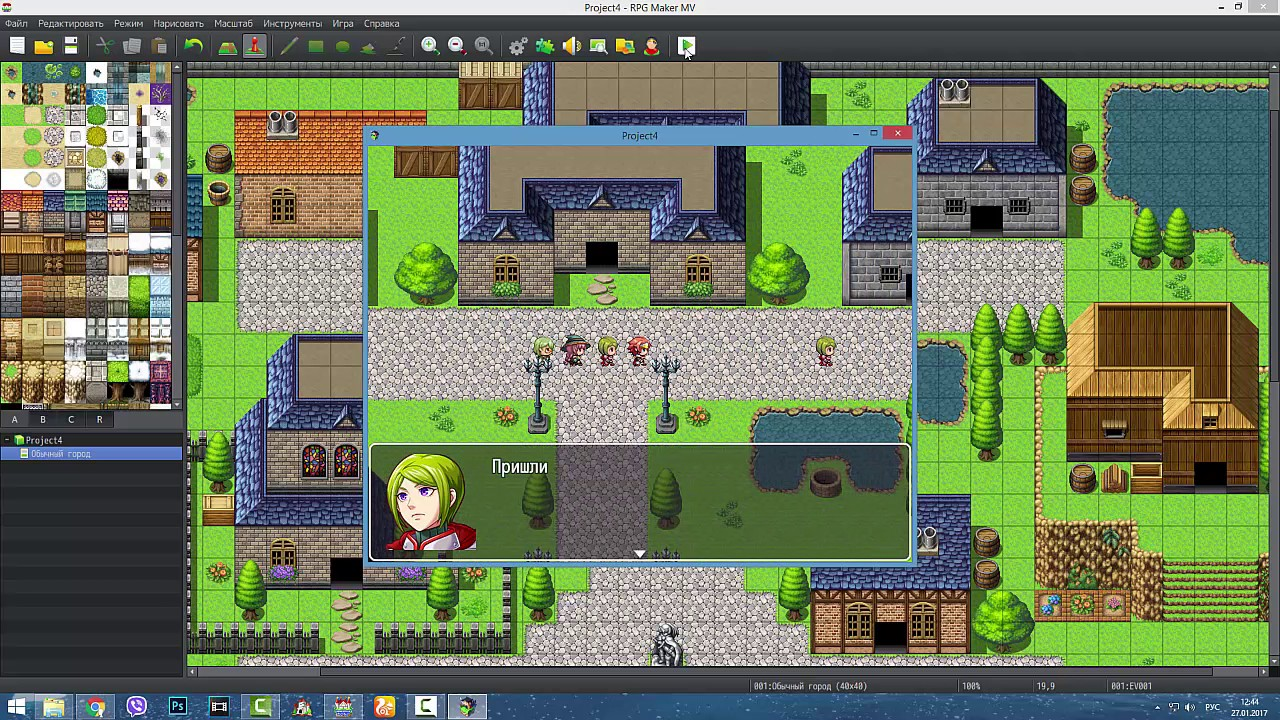 Project4 - RPG Maker MV
Файл Редактировать Режим Нарисовать Масштаб Инструменты Игра Справка
Project4
Пришли
A B C R
Project4
Обычный город
001:Обычный город (40x40) 100% 19,9 001:EV001
Ps
РУС
12:44
27.01.2017